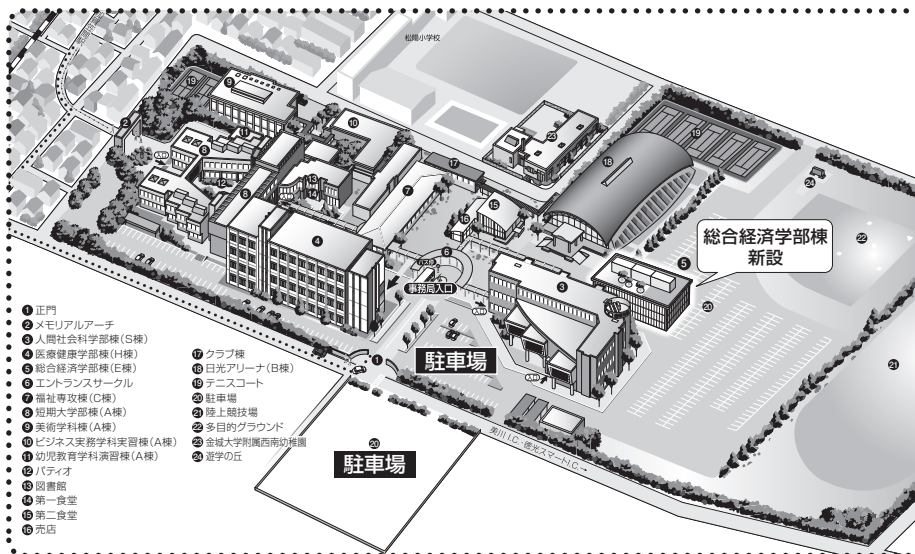 松陽小学校
総合経済学部棟
新設
バス停
事務局入口
駐車場
駐車場
美川I.C.・徳光スマートI.C.→
❶正門
❷メモリアルアーチ
❸人間社会科学部棟(S棟)
❹医療健康学部棟(H棟)
❺総合経済学部棟(E棟)
❻エントランスサークル
❼福祉専攻棟(C棟)
❽短期大学部棟(A棟)
❾美術学科棟(A棟)
❿ビジネス実務学科実習棟(A棟)
⓫幼児教育学科演習棟(A棟)
⓬パティオ
⓭図書館
⓮第一食堂
⓯第二食堂
⓰売店
⓱クラブ棟
⓲日光アリーナ(B棟)
⓳テニスコート
⓴駐車場
㉑陸上競技場
㉒多目的グラウンド
㉓金城大学附属西南幼稚園
㉔遊学の丘